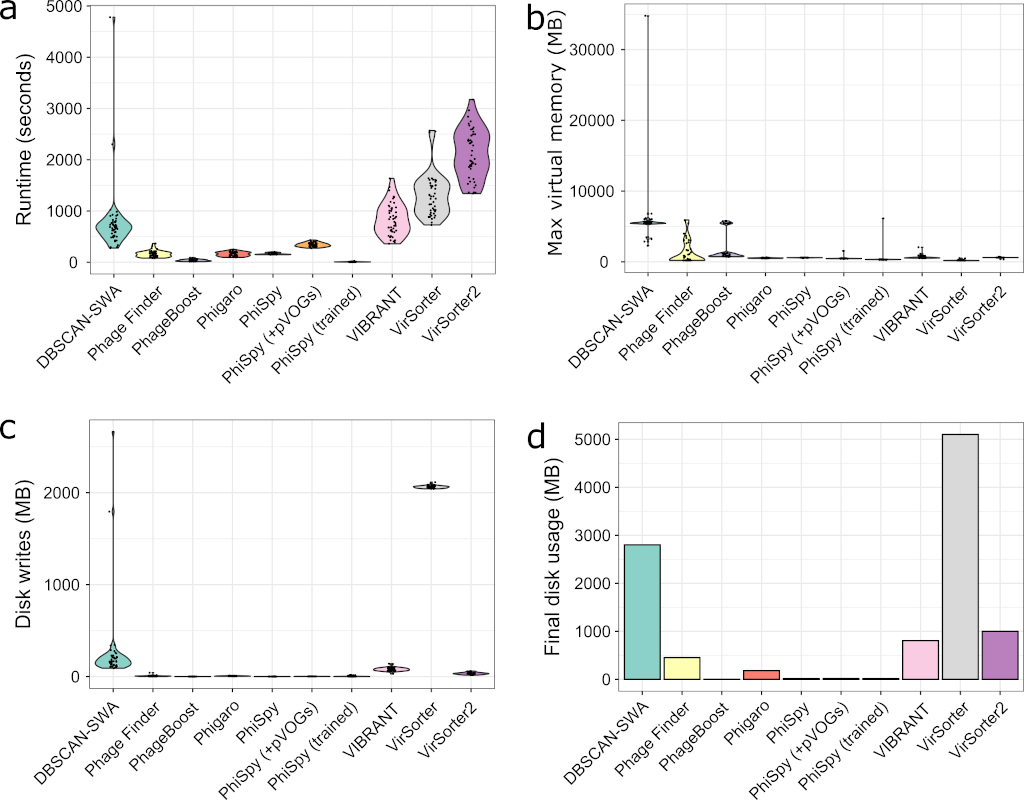 a
Runtime (seconds)
5000
4000
3000
2000
1000
0
DBSCAN-SWA
Phage Finder
PhageBoost
Phigaro
PhiSpy
PhiSpy (+pVOGs)
PhiSpy (trained)
VIBRANT
VirSorter
VirSorter2
b
Max virtual memory (MB)
30000
20000
10000
0
DBSCAN-SWA
Phage Finder
PhageBoost
Phigaro
PhiSpy
PhiSpy (+pVOGs)
PhiSpy (trained)
VIBRANT
VirSorter
VirSorter2
c
Disk writes (MB)
2000
1000
0
DBSCAN-SWA
Phage Finder
PhageBoost
Phigaro
PhiSpy
PhiSpy (+pVOGs)
PhiSpy (trained)
VIBRANT
VirSorter
VirSorter2
d
Final disk usage (MB)
5000
4000
3000
2000
1000
0
DBSCAN-SWA
Phage Finder
PhageBoost
Phigaro
PhiSpy
PhiSpy (+pVOGs)
PhiSpy (trained)
VIBRANT
VirSorter
VirSorter2